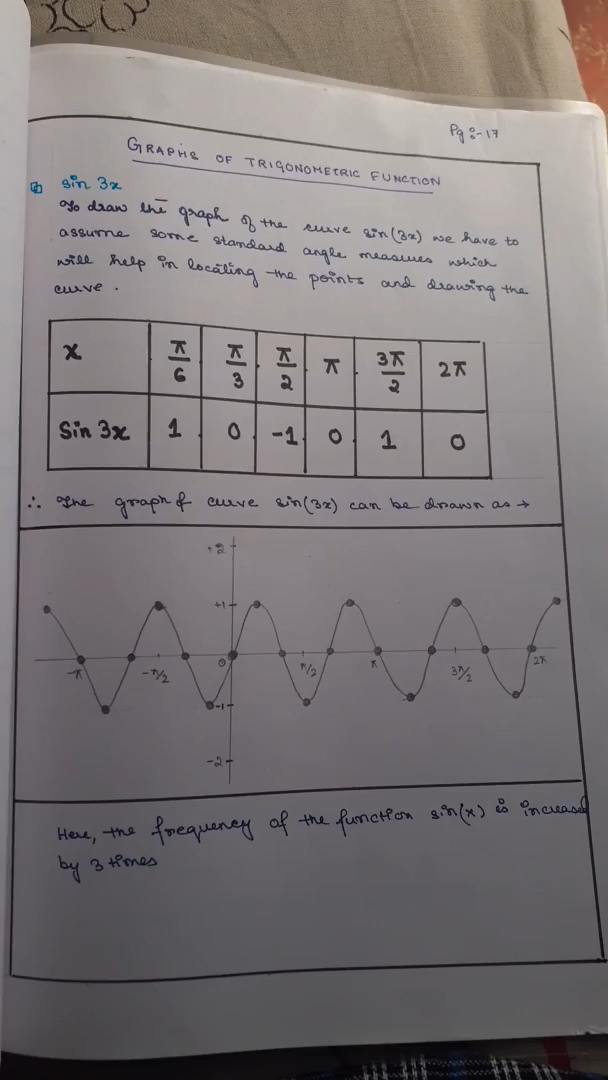 Pg :- 17
GRAPHS OF TRIGONOMETRIC FUNCTION
sin 3x
To draw the graph of the curve sin(3x) we have to
assume some standard angle measures which
will help in locating the points and drawing the
curve.
x π/6 π/3 π/2 π 3π/2 2π
Sin 3x 1 0 -1 0 1 0
∴ The graph of curve sin(3x) can be drawn as →
+2
+1
-π -π/2 0 π/2 π 3π/2 2π
-1
-2
Here, the frequency of the function sin(x) is increased
by 3 times